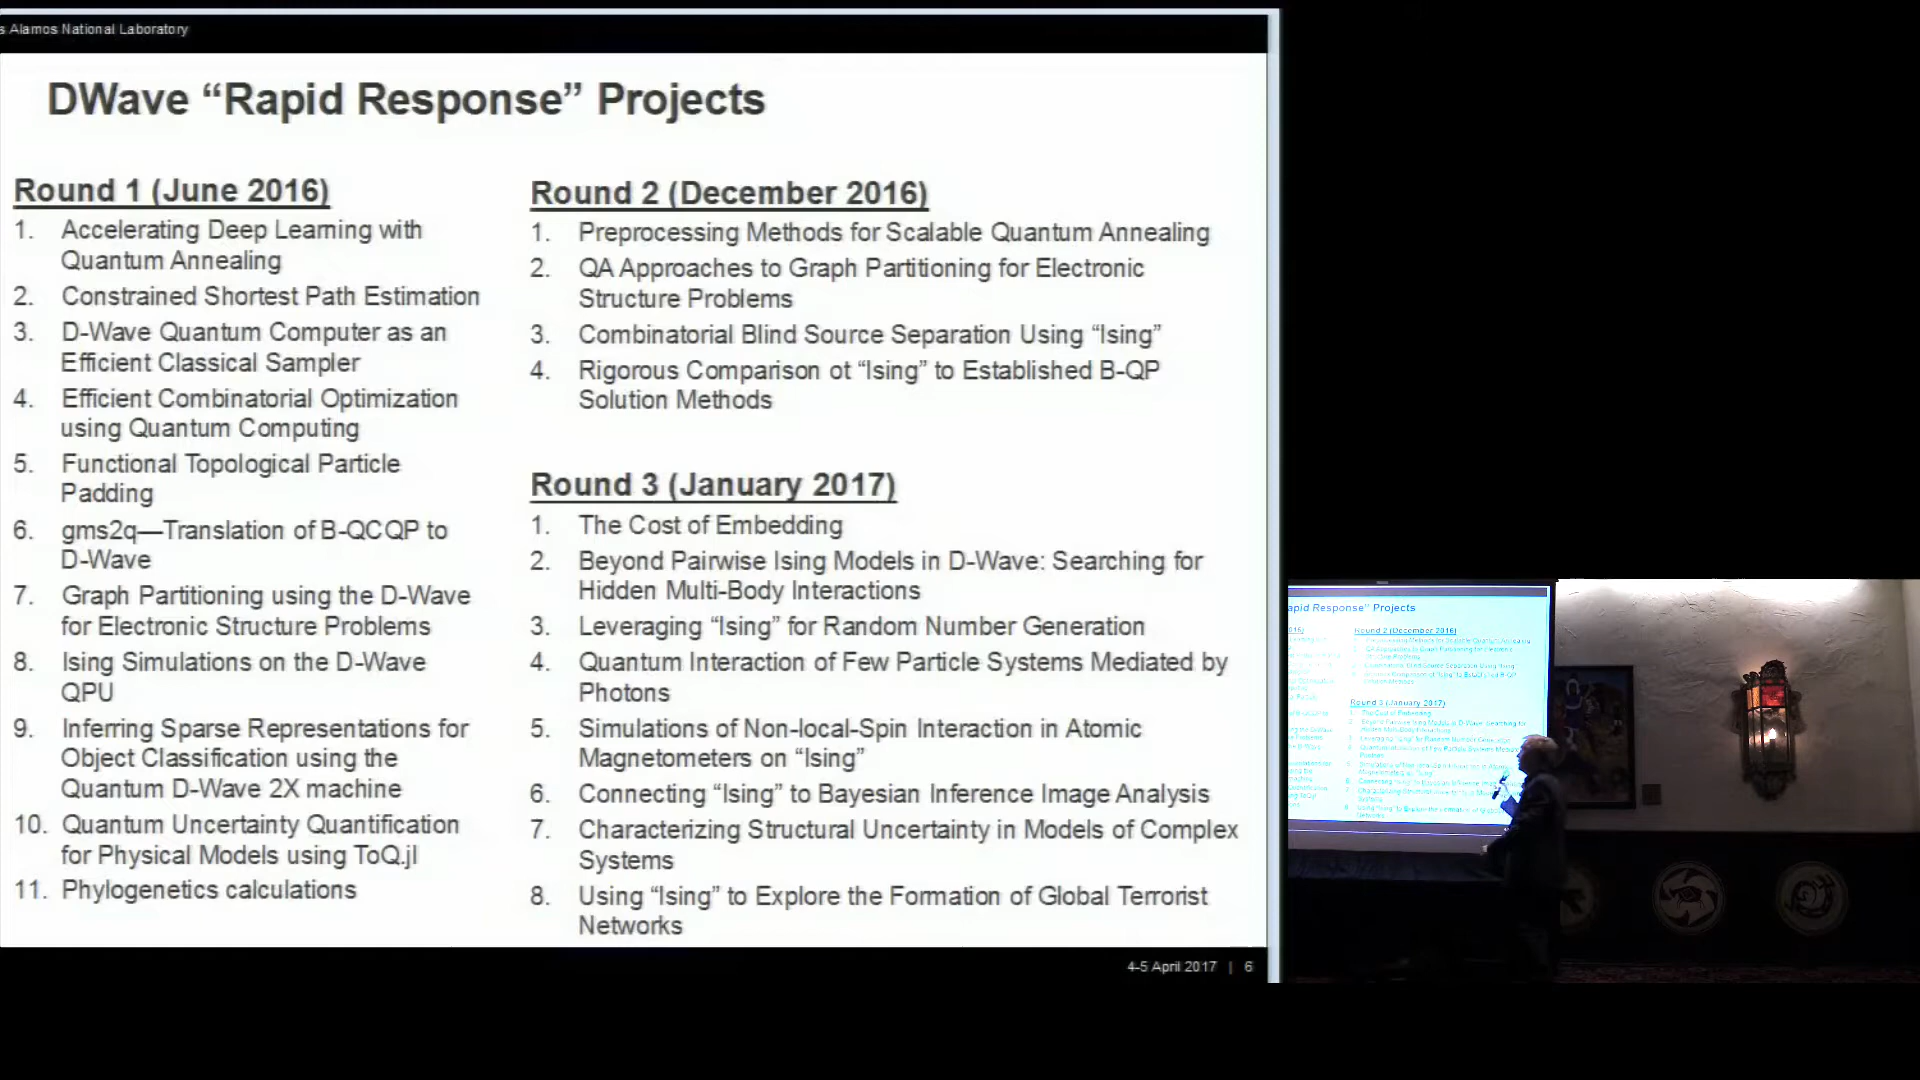 s Alamos National Laboratory
DWave “Rapid Response” Projects
Round 1 (June 2016)
1. Accelerating Deep Learning with
Quantum Annealing
2. Constrained Shortest Path Estimation
3. D-Wave Quantum Computer as an
Efficient Classical Sampler
4. Efficient Combinatorial Optimization
using Quantum Computing
5. Functional Topological Particle
Padding
6. gms2q—Translation of B-QCQP to
D-Wave
7. Graph Partitioning using the D-Wave
for Electronic Structure Problems
8. Ising Simulations on the D-Wave
QPU
9. Inferring Sparse Representations for
Object Classification using the
Quantum D-Wave 2X machine
10. Quantum Uncertainty Quantification
for Physical Models using ToQ.jl
11. Phylogenetics calculations
Round 2 (December 2016)
1. Preprocessing Methods for Scalable Quantum Annealing
2. QA Approaches to Graph Partitioning for Electronic
Structure Problems
3. Combinatorial Blind Source Separation Using “Ising”
4. Rigorous Comparison ot “Ising” to Established B-QP
Solution Methods
Round 3 (January 2017)
1. The Cost of Embedding
2. Beyond Pairwise Ising Models in D-Wave: Searching for
Hidden Multi-Body Interactions
3. Leveraging “Ising” for Random Number Generation
4. Quantum Interaction of Few Particle Systems Mediated by
Photons
5. Simulations of Non-local-Spin Interaction in Atomic
Magnetometers on “Ising”
6. Connecting “Ising” to Bayesian Inference Image Analysis
7. Characterizing Structural Uncertainty in Models of Complex
Systems
8. Using “Ising” to Explore the Formation of Global Terrorist
Networks
4-5 April 2017 | 6
apid Response” Projects
Round 2 (December 2016)
Round 3 (January 2017)